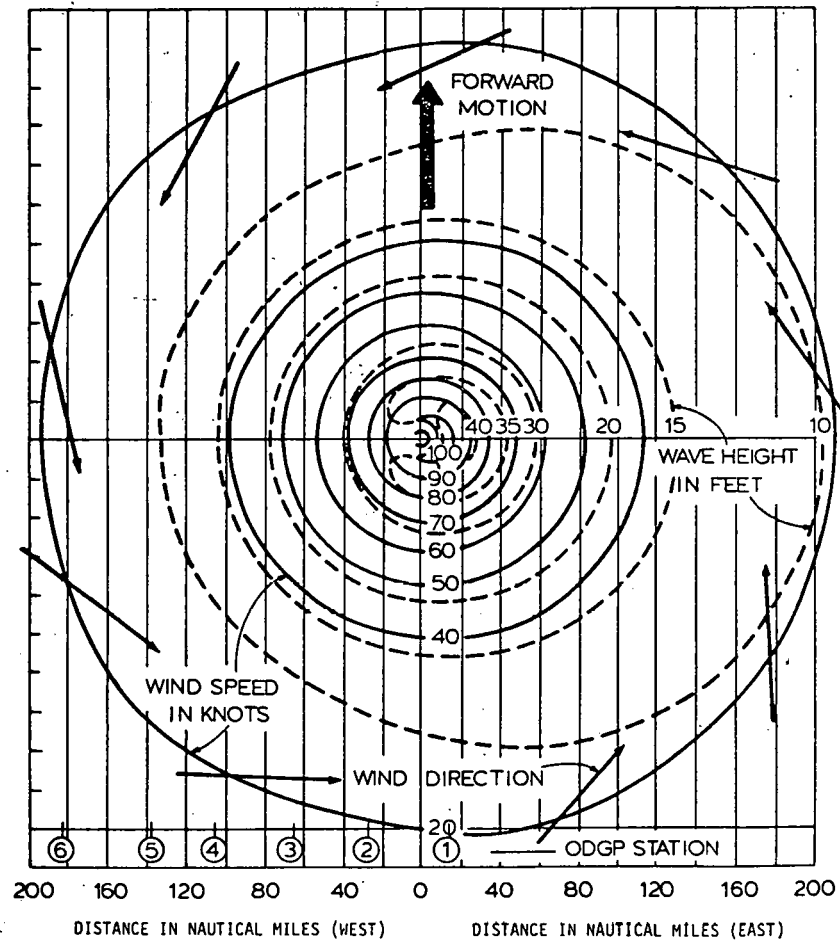 FORWARD
MOTION
40 35 30 20 15 10
WAVE HEIGHT
IN FEET
100
90
80
70
60
50
40
WIND SPEED
IN KNOTS
WIND DIRECTION
20
⑥ ⑤ ④ ③ ② ① ODGP STATION
200 160 120 80 40 0 40 80 120 160 200
DISTANCE IN NAUTICAL MILES (WEST) DISTANCE IN NAUTICAL MILES (EAST)